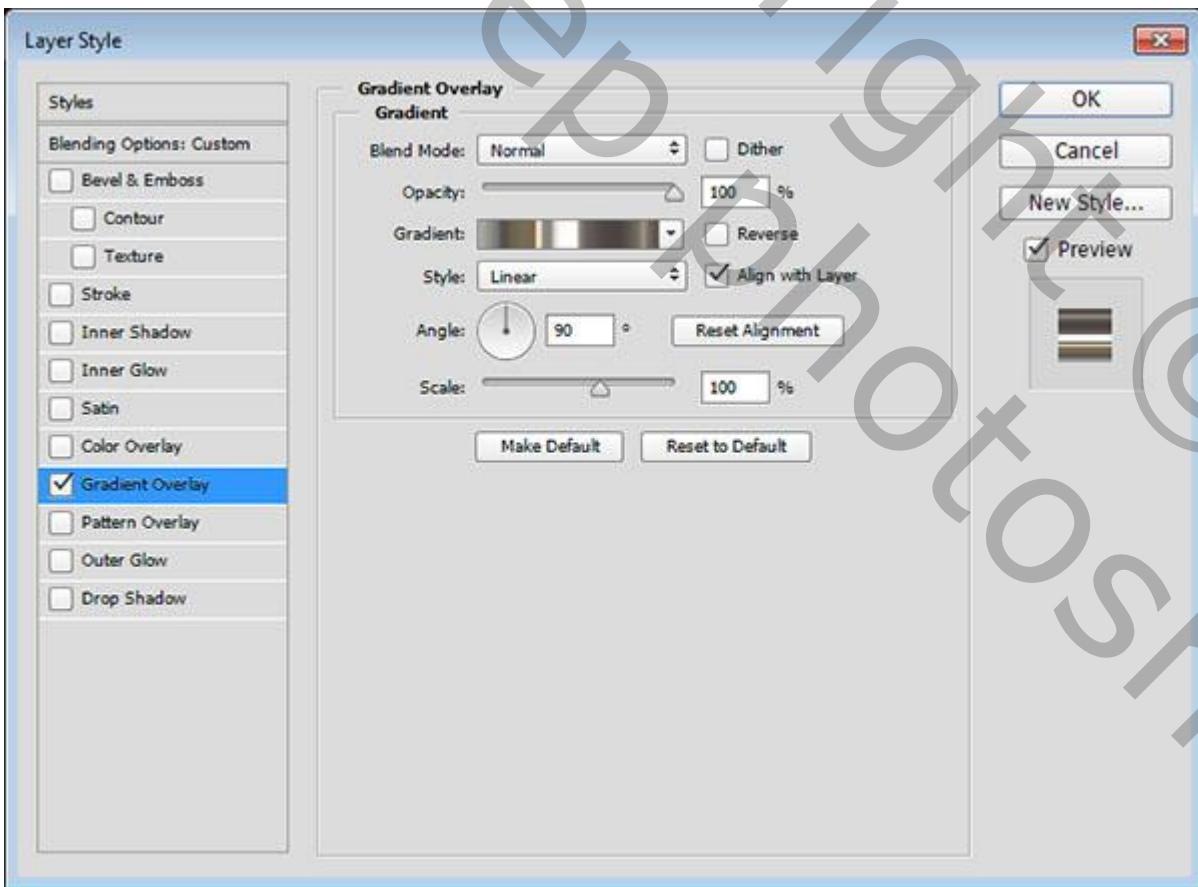 Layer Style
Styles
Blending Options: Custom
Bevel & Emboss
Contour
Texture
Stroke
Inner Shadow
Inner Glow
Satin
Color Overlay
Gradient Overlay
Pattern Overlay
Outer Glow
Drop Shadow
Gradient Overlay
Gradient
Blend Mode: Normal Dither
Opacity: 100 %
Gradient: Reverse
Style: Linear Align with Layer
Angle: 90 ° Reset Alignment
Scale: 100 %
Make Default Reset to Default
OK
Cancel
New Style...
Preview